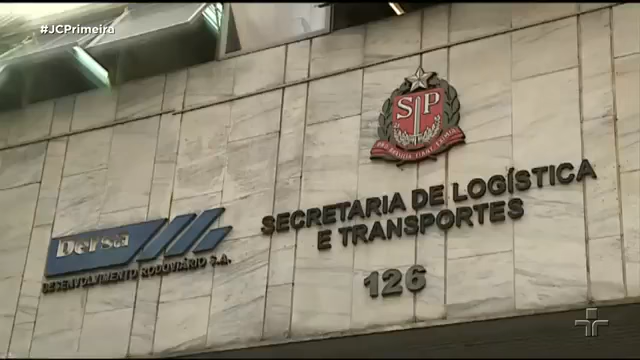 #JCPrimeira
SP
SECRETARIA DE LOGÍSTICA
E TRANSPORTES
126
Dersa
DESENVOLVIMENTO RODOVIÁRIO S.A.